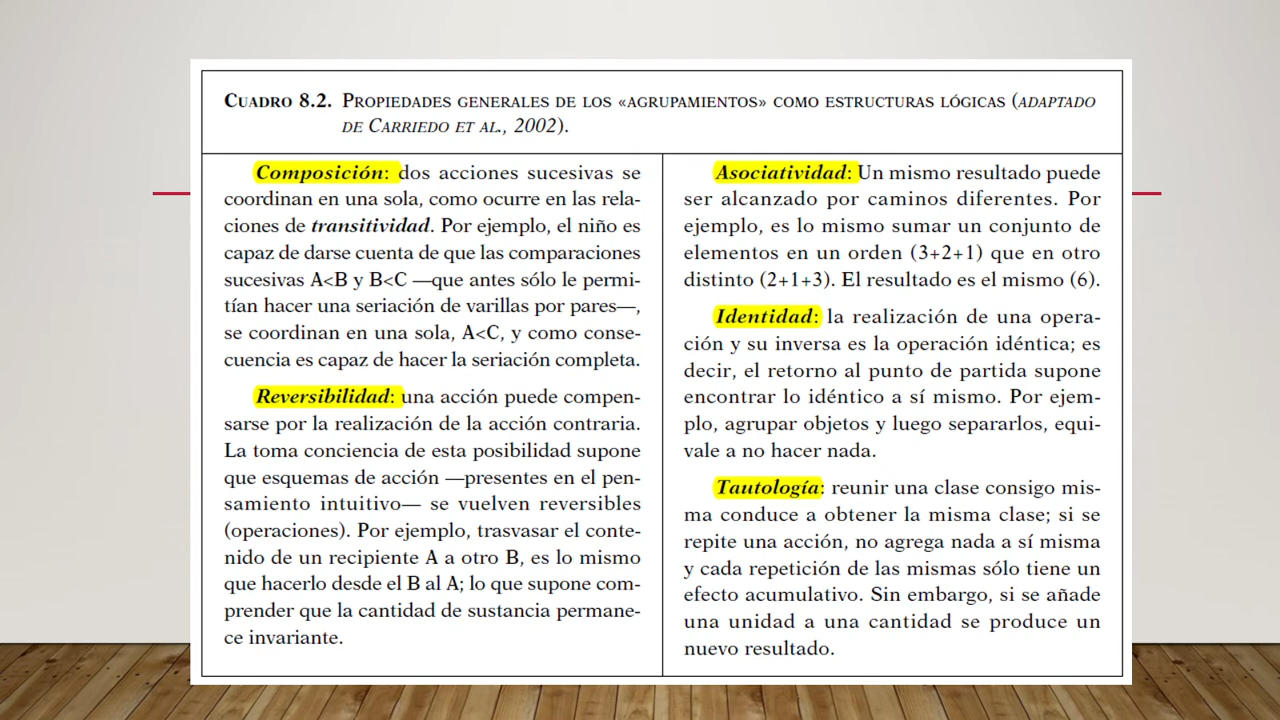 CUADRO 8.2. PROPIEDADES GENERALES DE LOS «AGRUPAMIENTOS» COMO ESTRUCTURAS LÓGICAS (ADAPTADO
DE CARRIEDO ET AL., 2002).
Composición: dos acciones sucesivas se
coordinan en una sola, como ocurre en las rela-
ciones de transitividad. Por ejemplo, el niño es
capaz de darse cuenta de que las comparaciones
sucesivas A<B y B<C —que antes sólo le permi-
tían hacer una seriación de varillas por pares—,
se coordinan en una sola, A<C, y como conse-
cuencia es capaz de hacer la seriación completa.
Reversibilidad: una acción puede compen-
sarse por la realización de la acción contraria.
La toma conciencia de esta posibilidad supone
que esquemas de acción —presentes en el pen-
samiento intuitivo— se vuelven reversibles
(operaciones). Por ejemplo, trasvasar el conte-
nido de un recipiente A a otro B, es lo mismo
que hacerlo desde el B al A; lo que supone com-
prender que la cantidad de sustancia permane-
ce invariante.
Asociatividad: Un mismo resultado puede
ser alcanzado por caminos diferentes. Por
ejemplo, es lo mismo sumar un conjunto de
elementos en un orden (3+2+1) que en otro
distinto (2+1+3). El resultado es el mismo (6).
Identidad: la realización de una opera-
ción y su inversa es la operación idéntica; es
decir, el retorno al punto de partida supone
encontrar lo idéntico a sí mismo. Por ejem-
plo, agrupar objetos y luego separarlos, equi-
vale a no hacer nada.
Tautología: reunir una clase consigo mis-
ma conduce a obtener la misma clase; si se
repite una acción, no agrega nada a sí misma
y cada repetición de las mismas sólo tiene un
efecto acumulativo. Sin embargo, si se añade
una unidad a una cantidad se produce un
nuevo resultado.